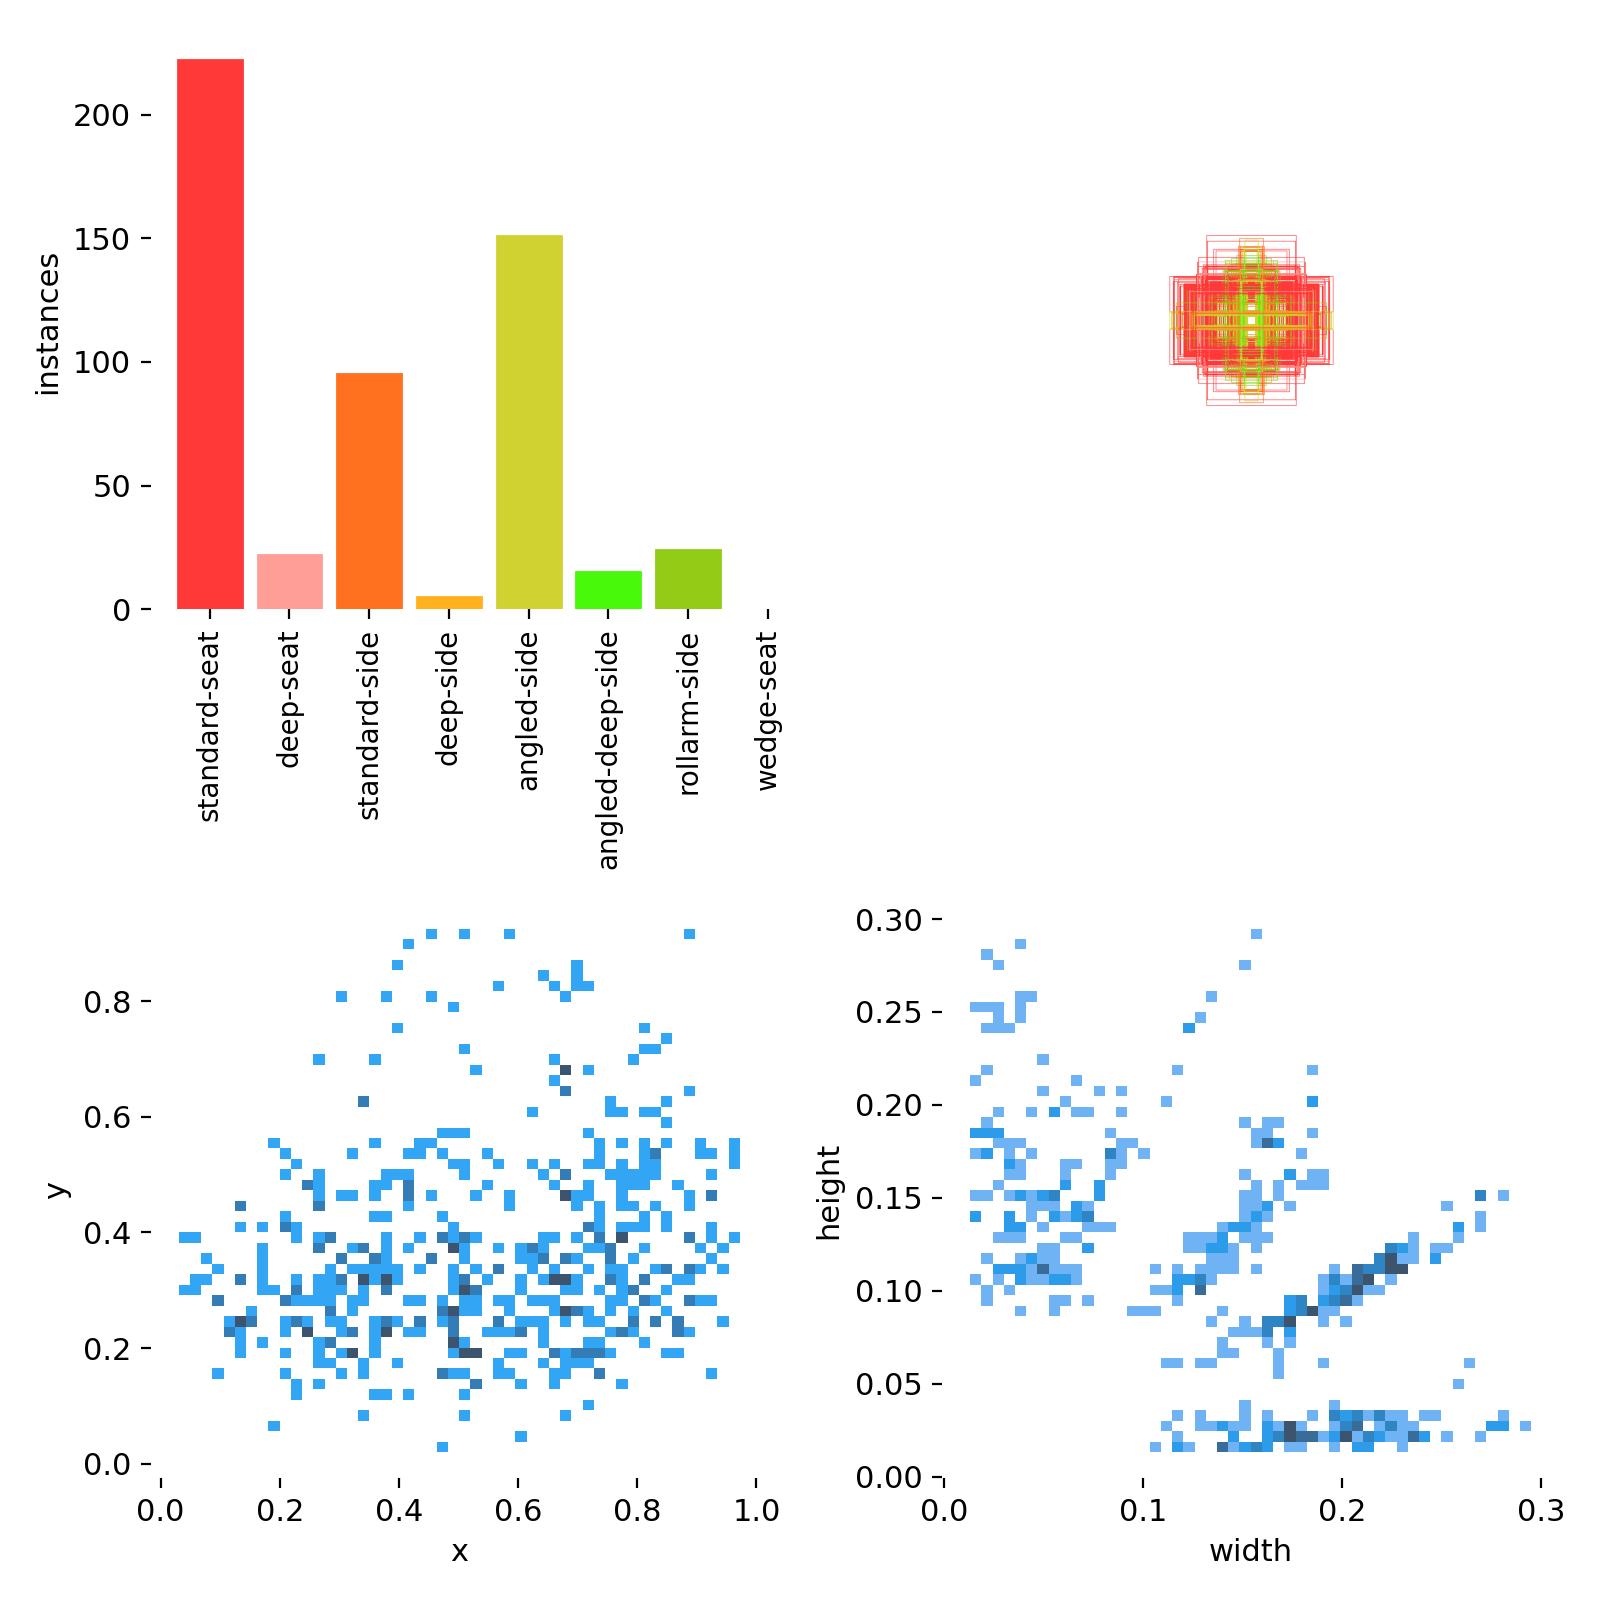 200
150
100
50
0
instances
standard-seat
deep-seat
standard-side
deep-side
angled-side
angled-deep-side
rollarm-side
wedge-seat
0.8
0.6
0.4
0.2
0.0
y
0.0 0.2 0.4 0.6 0.8 1.0
x
0.30
0.25
0.20
0.15
0.10
0.05
0.00
height
0.0 0.1 0.2 0.3
width